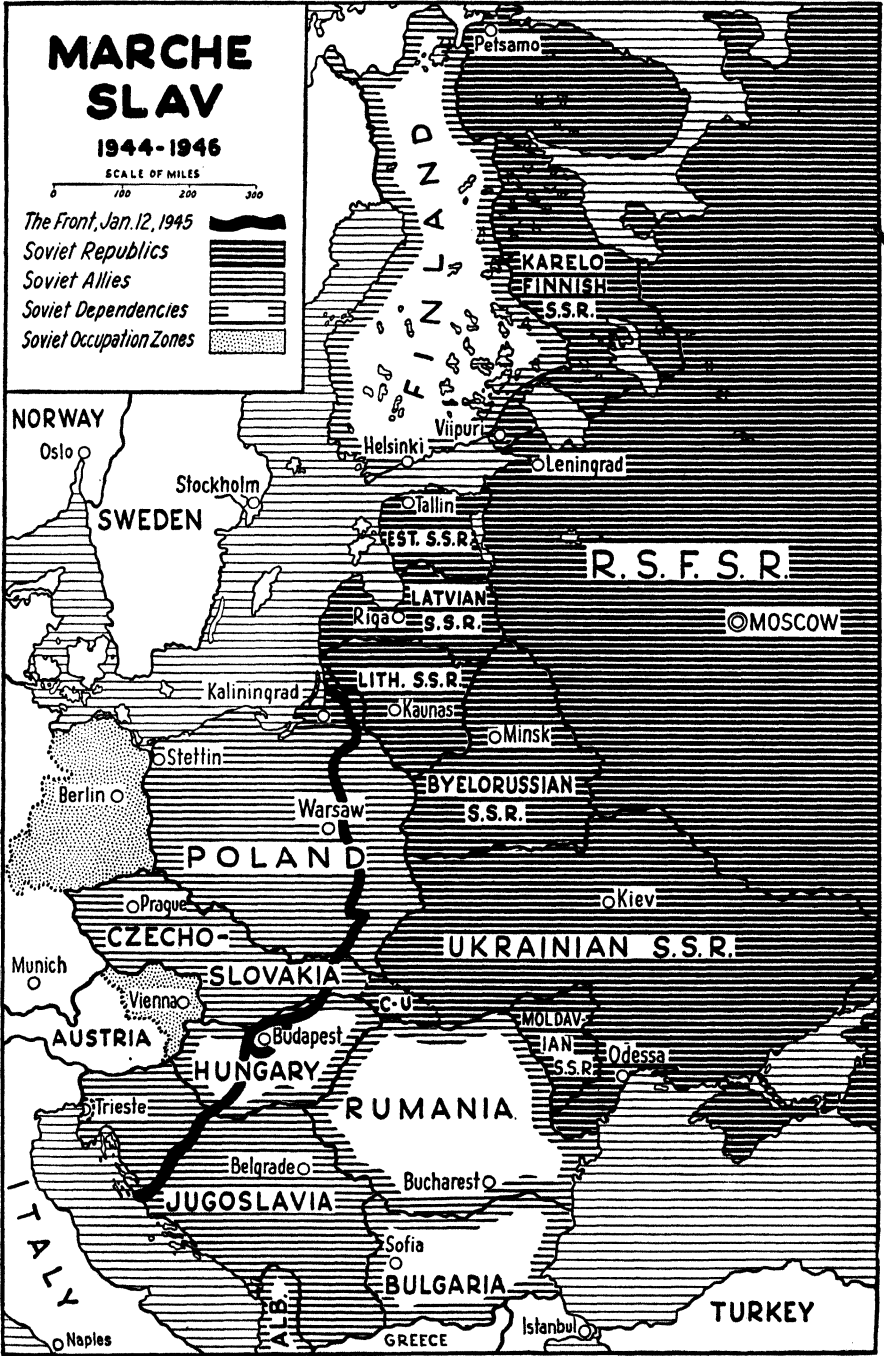 MARCHE
SLAV
1944-1946
SCALE OF MILES
0 100 200 300
The Front, Jan. 12, 1945
Soviet Republics
Soviet Allies
Soviet Dependencies
Soviet Occupation Zones
Petsamo
FINLAND
KARELO
FINNISH
S.S.R.
NORWAY
Oslo
Viipuri
Helsinki
Leningrad
Stockholm
SWEDEN
Tallin
EST. S.S.R.
R.S.F.S.R.
LATVIAN
S.S.R.
Riga
MOSCOW
LITH. S.S.R.
Kaliningrad
Kaunas
Minsk
Stettin
Berlin
BYELORUSSIAN
S.S.R.
Warsaw
POLAND
Prague
Kiev
CZECHO-
SLOVAKIA
UKRAINIAN S.S.R.
Munich
Vienna
C-U
MOLDAV-
IAN
S.S.R
AUSTRIA
Budapest
Odessa
HUNGARY
Trieste
RUMANIA
Belgrade
Bucharest
JUGOSLAVIA
ITALY
Sofia
BULGARIA
ALB.
TURKEY
Istanbul
Naples
GREECE